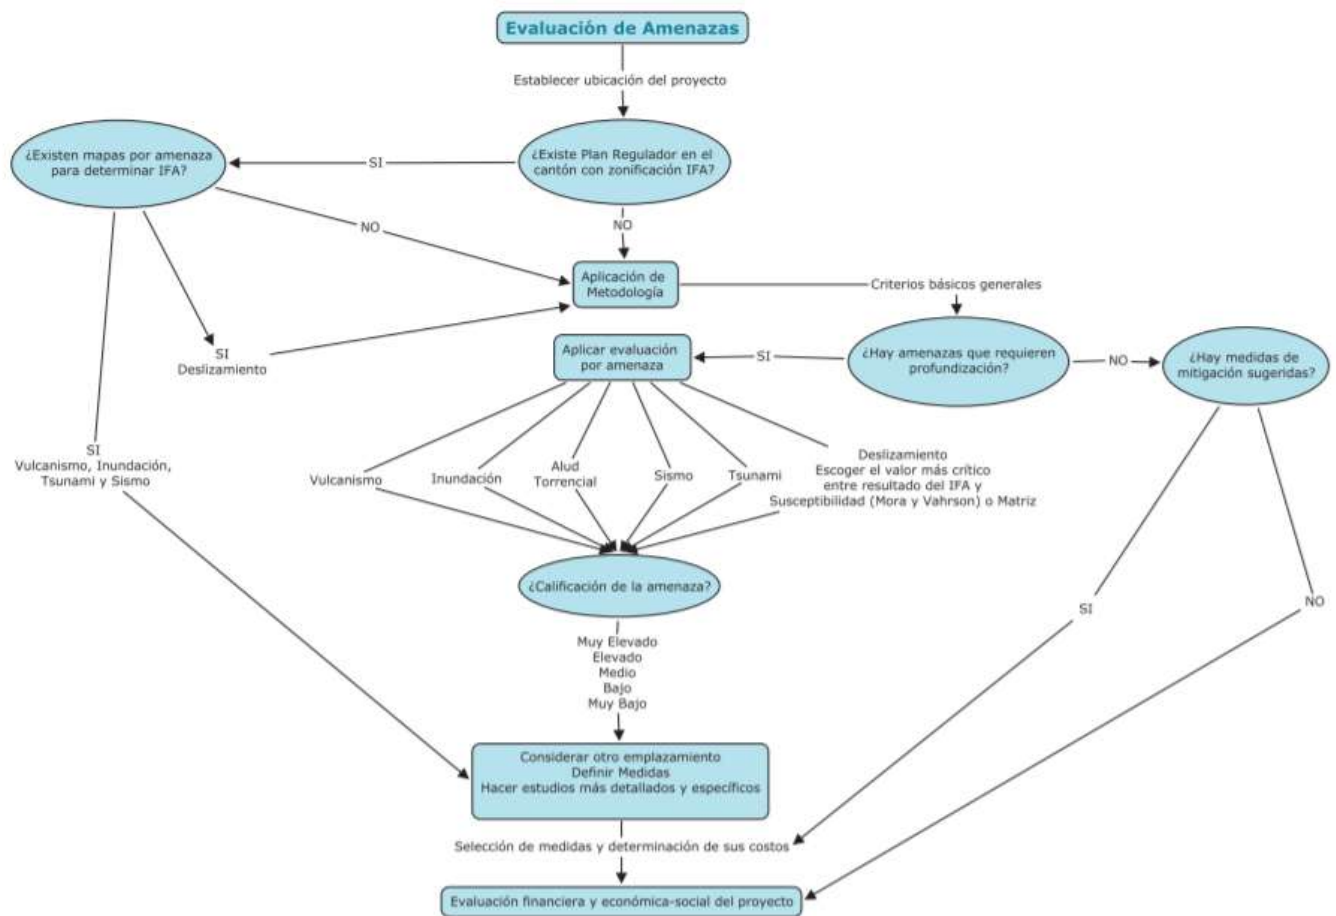 Evaluación de Amenazas
Establecer ubicación del proyecto
¿Existen mapas por amenaza
para determinar IFA?
SI
¿Existe Plan Regulador en el
cantón con zonificación IFA?
NO
NO
Aplicación de
Metodología
Criterios básicos generales
SI
Deslizamiento
Aplicar evaluación
por amenaza
SI
¿Hay amenazas que requieren
profundización?
NO
¿Hay medidas de
mitigación sugeridas?
SI
Vulcanismo, Inundación,
Tsunami y Sismo
Vulcanismo
Inundación
Alud
Torrencial
Sismo
Tsunami
Deslizamiento
Escoger el valor más crítico
entre resultado del IFA y
Susceptibilidad (Mora y Vahrson) o Matriz
¿Calificación de la amenaza?
SI
NO
Muy Elevado
Elevado
Medio
Bajo
Muy Bajo
Considerar otro emplazamiento
Definir Medidas
Hacer estudios más detallados y específicos
Selección de medidas y determinación de sus costos
Evaluación financiera y económica-social del proyecto